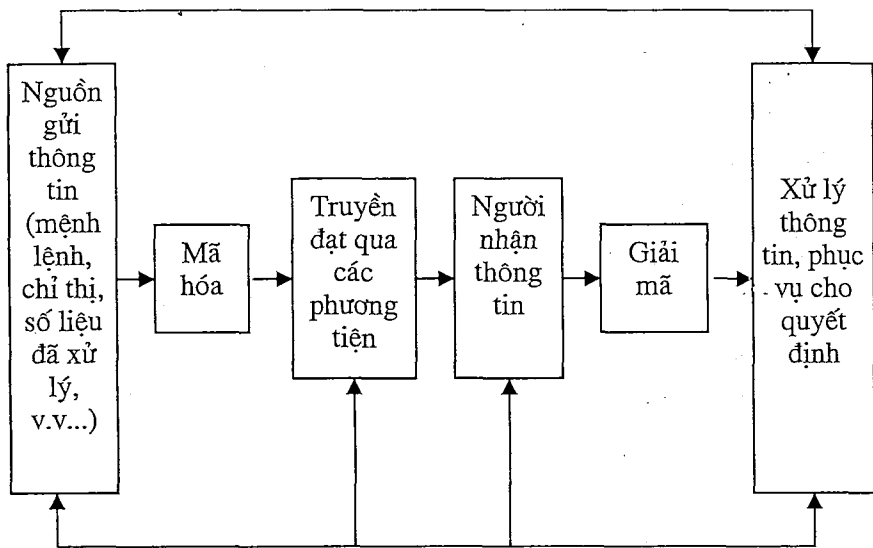 Nguồn
gửi
thông
tin
(mệnh
lệnh,
chỉ thị,
số liệu
đã xử
lý,
v.v...)
Mã
hóa
Truyền
đạt qua
các
phương
tiện
Người
nhận
thông
tin
Giải
mã
Xử lý
thông
tin, phục
vụ cho
quyết
định